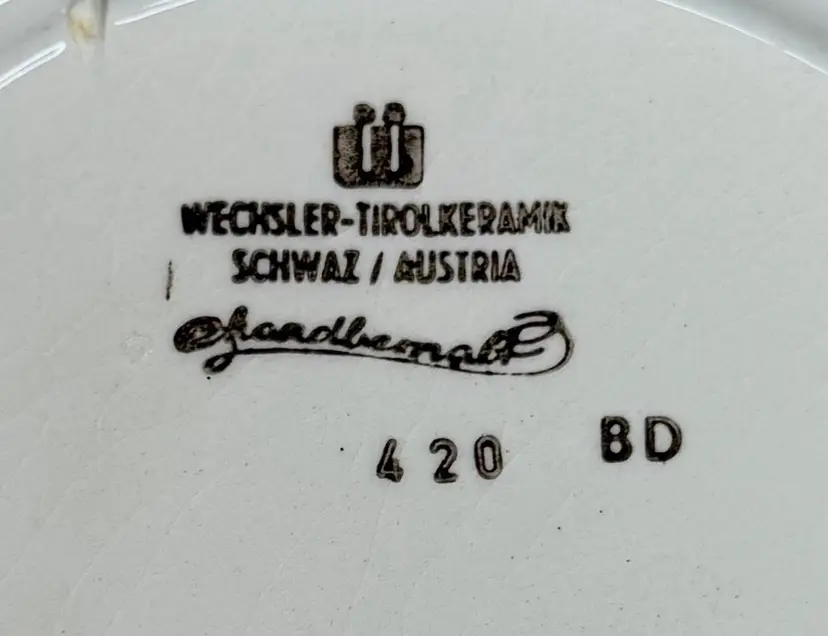 WECHSLER-TIROLKERAMIK
SCHWAZ / AUSTRIA
Handbemalt
420 BD